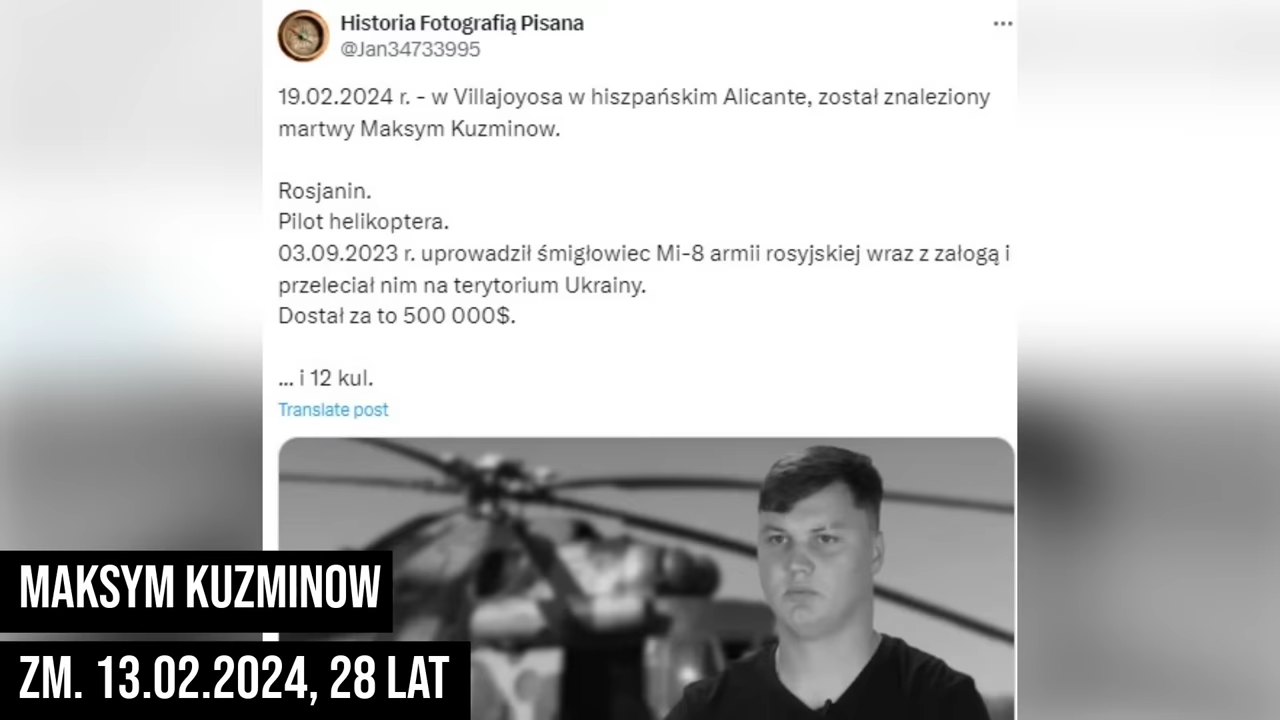 Historia Fotografią Pisana
@Jan34733995
19.02.2024 r. - w Villajoyosa w hiszpańskim Alicante, został znaleziony
martwy Maksym Kuzminow.
Rosjanin.
Pilot helikoptera.
03.09.2023 r. uprowadził śmigłowiec Mi-8 armii rosyjskiej wraz z załogą i
przeleciał nim na terytorium Ukrainy.
Dostał za to 500 000$.
... i 12 kul.
Translate post
MAKSYM KUZMINOW
ZM. 13.02.2024, 28 LAT